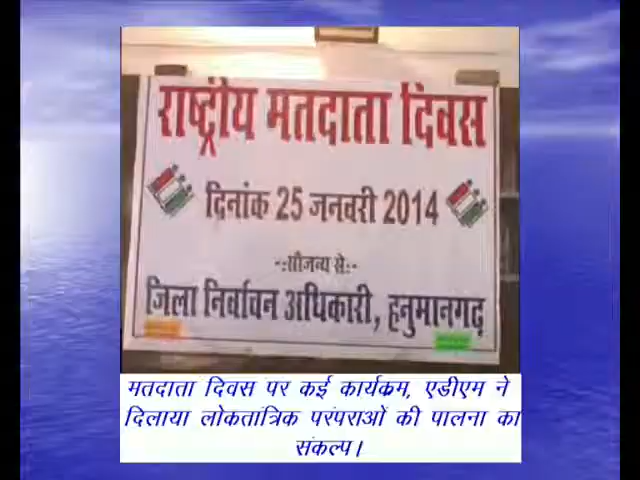 राष्ट्रीय मतदाता दिवस
दिनांक 25 जनवरी 2014
-:सौजन्य से:-
जिला निर्वाचन अधिकारी, हनुमानगढ़
मतदाता दिवस पर कई कार्यक्रम, एडीएम ने
दिलाया लोकतांत्रिक परंपराओं की पालना का
संकल्प।